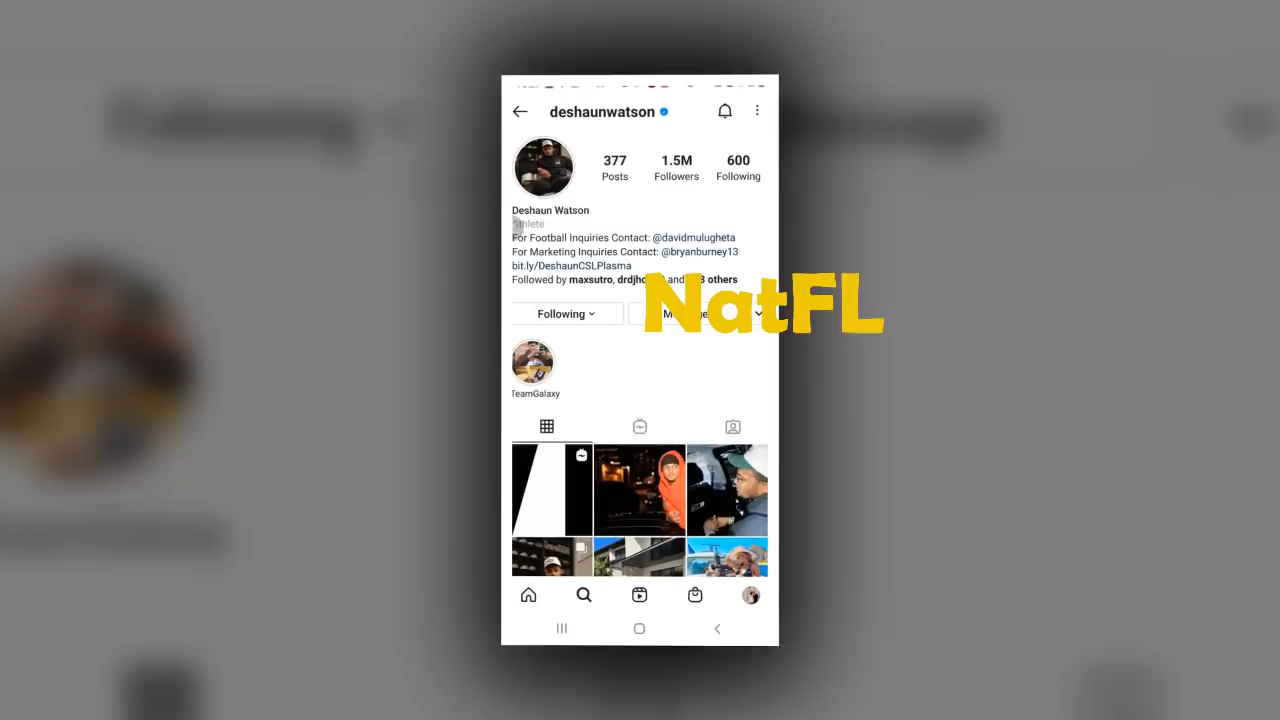 deshaunwatson
377 1.5M 600
Posts Followers Following
Deshaun Watson
Athlete
For Football Inquiries Contact: @davidmulugheta
For Marketing Inquiries Contact: @bryanburney13
bit.ly/DeshaunCSLPlasma
Followed by maxsutro, and others
NatFL
Following
TeamGalaxy